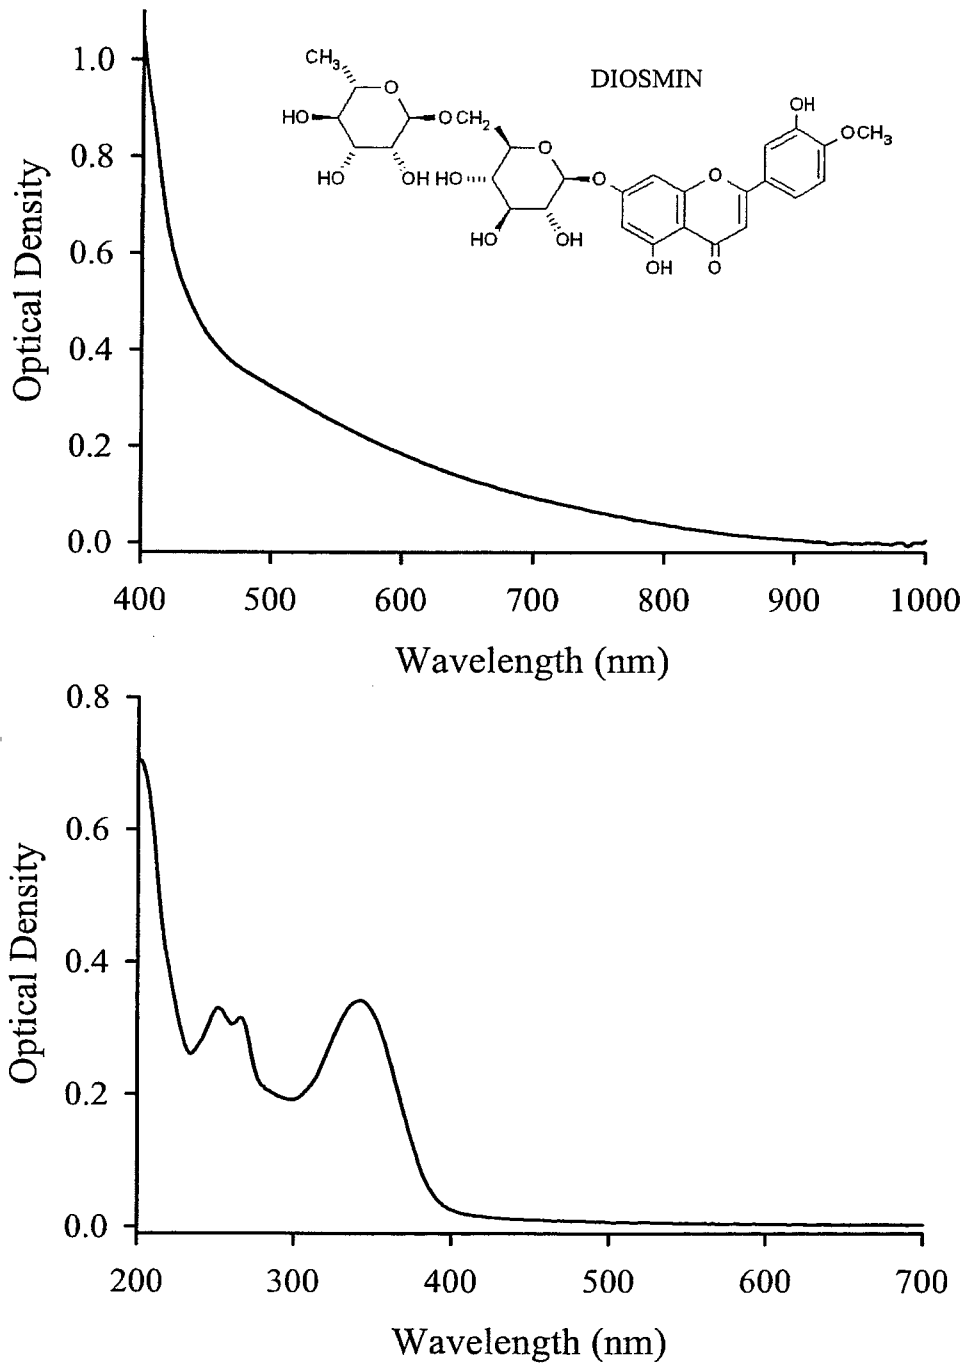 1.0
0.8
0.6
0.4
0.2
0.0
Optical Density
DIOSMIN
CH3
O
HO
OCH2
HO
OH
HO
O
HO
OH
O
O
OH
O
OH
OCH3
400 500 600 700 800 900 1000
Wavelength (nm)
0.8
0.6
0.4
0.2
0.0
Optical Density
200 300 400 500 600 700
Wavelength (nm)